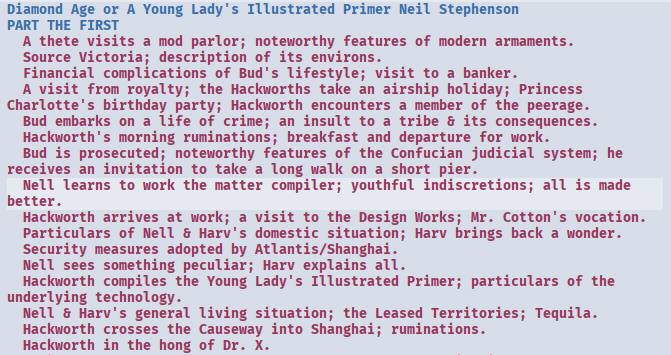 Diamond Age or A Young Lady's Illustrated Primer Neil Stephenson
PART THE FIRST
A thete visits a mod parlor; noteworthy features of modern armaments.
Source Victoria; description of its environs.
Financial complications of Bud's lifestyle; visit to a banker.
A visit from royalty; the Hackworths take an airship holiday; Princess
Charlotte's birthday party; Hackworth encounters a member of the peerage.
Bud embarks on a life of crime; an insult to a tribe & its consequences.
Hackworth's morning ruminations; breakfast and departure for work.
Bud is prosecuted; noteworthy features of the Confucian judicial system; he
receives an invitation to take a long walk on a short pier.
Nell learns to work the matter compiler; youthful indiscretions; all is made
better.
Hackworth arrives at work; a visit to the Design Works; Mr. Cotton's vocation.
Particulars of Nell & Harv's domestic situation; Harv brings back a wonder.
Security measures adopted by Atlantis/Shanghai.
Nell sees something peculiar; Harv explains all.
Hackworth compiles the Young Lady's Illustrated Primer; particulars of the
underlying technology.
Nell & Harv's general living situation; the Leased Territories; Tequila.
Hackworth crosses the Causeway into Shanghai; ruminations.
Hackworth in the hong of Dr. X.